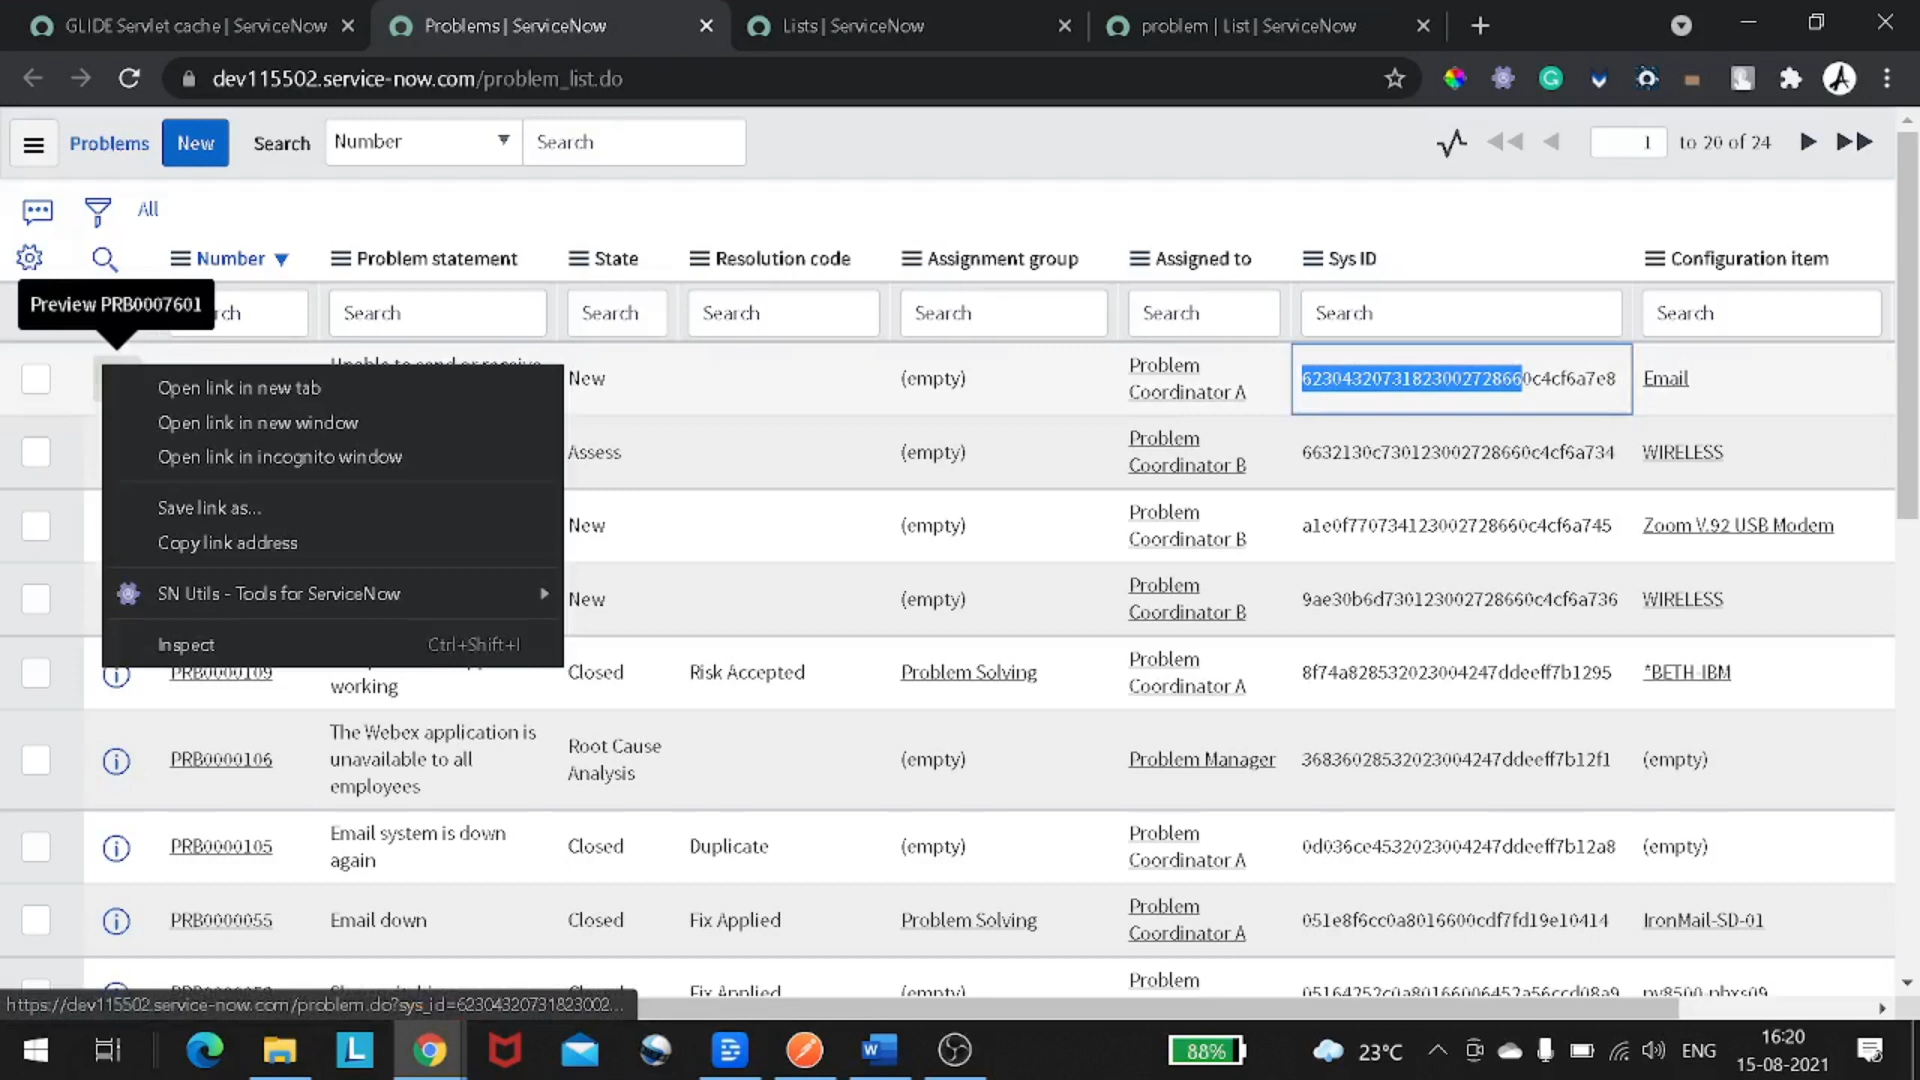 GLIDE Servlet cache | ServiceNow
Problems | ServiceNow
Lists | ServiceNow
problem | List | ServiceNow
dev115502.service-now.com/problem_list.do
Problems
New
Search
Number
Search
1
to 20 of 24
All
Number
Problem statement
State
Resolution code
Assignment group
Assigned to
Sys ID
Configuration item
Preview PRB0007601
Search
Search
Search
Search
Search
Search
Search
New
(empty)
Problem
Coordinator A
62304320731823002728660c4cf6a7e8
Email
Open link in new tab
Open link in new window
Open link in incognito window
Save link as...
Copy link address
SN Utils - Tools for ServiceNow
Inspect
Ctrl+Shift+I
Assess
(empty)
Problem
Coordinator B
6632130c730123002728660c4cf6a734
WIRELESS
New
(empty)
Problem
Coordinator B
a1e0f770734123002728660c4cf6a745
Zoom V.92 USB Modem
New
(empty)
Problem
Coordinator B
9ae30b6d730123002728660c4cf6a736
WIRELESS
PRB0000109
working
Closed
Risk Accepted
Problem Solving
Problem
Coordinator A
8f74a828532023004247ddeeff7b1295
*BETH-IBM
PRB0000106
The Webex application is
unavailable to all
employees
Root Cause
Analysis
(empty)
Problem Manager
36836028532023004247ddeeff7b12f1
(empty)
PRB0000105
Email system is down
again
Closed
Duplicate
(empty)
Problem
Coordinator A
0d036ce4532023004247ddeeff7b12a8
(empty)
PRB0000055
Email down
Closed
Fix Applied
Problem Solving
Problem
Coordinator A
051e8f6cc0a8016600cdf7fd19e10414
IronMail-SD-01
Fix Applied
(empty)
Problem
https://dev115502.service-now.com/problem.do?sys_id=62304320731823002...
88%
23°C
ENG
16:20
15-08-2021